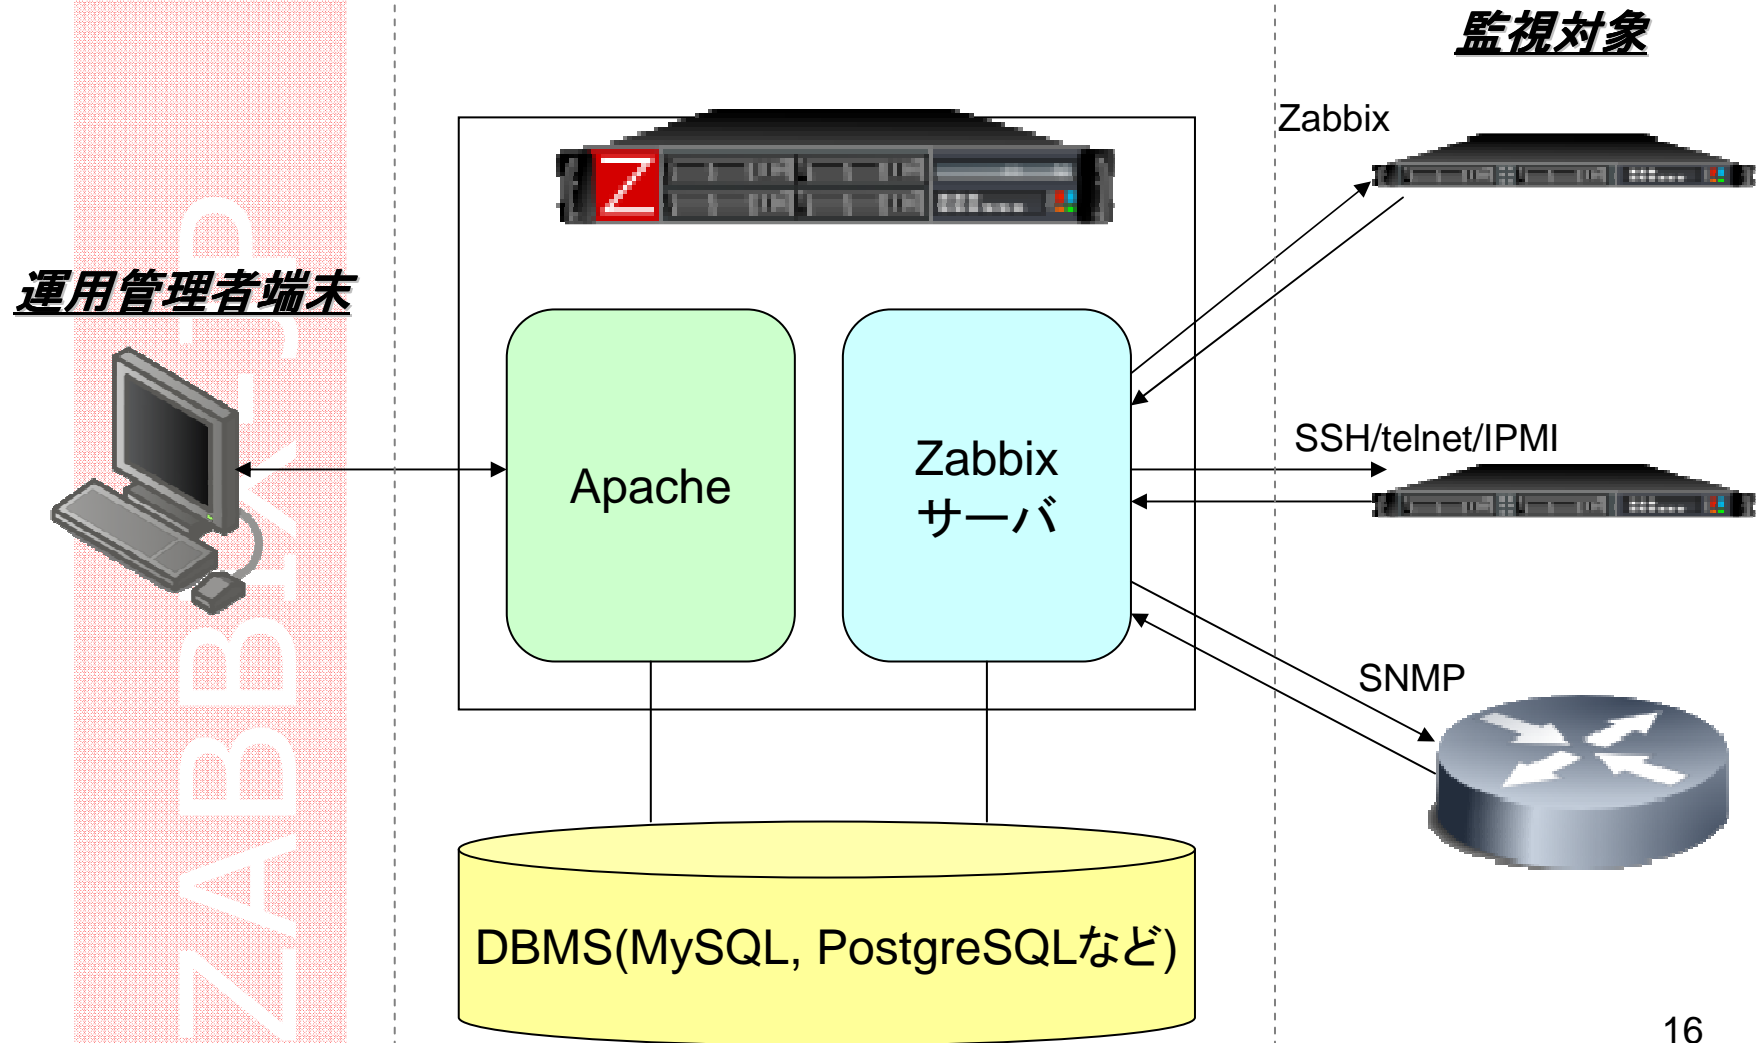 監視対象
Zabbix
Z
運用管理者端末
SSH/telnet/IPMI
Apache
Zabbix
サーバ
SNMP
DBMS(MySQL, PostgreSQLなど)
ZABBIX-JP
16